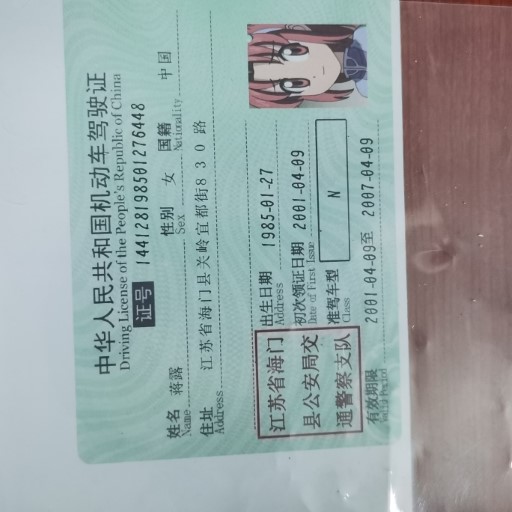 中华人民共和国机动车驾驶证
Driving License of the People's Republic of China
证号 144128198501276448
姓名 蒋露 性别 女 国籍 中国
Name Sex Nationality
住址 江苏省海门县关岭宜都街830路
Address
江苏省海门
县公安局交
通警察支队
出生日期 1985-01-27
Address
初次领证日期 2001-04-09
Date of First Issue
准驾车型 N
Class
有效期限 2001-04-09至 2007-04-09